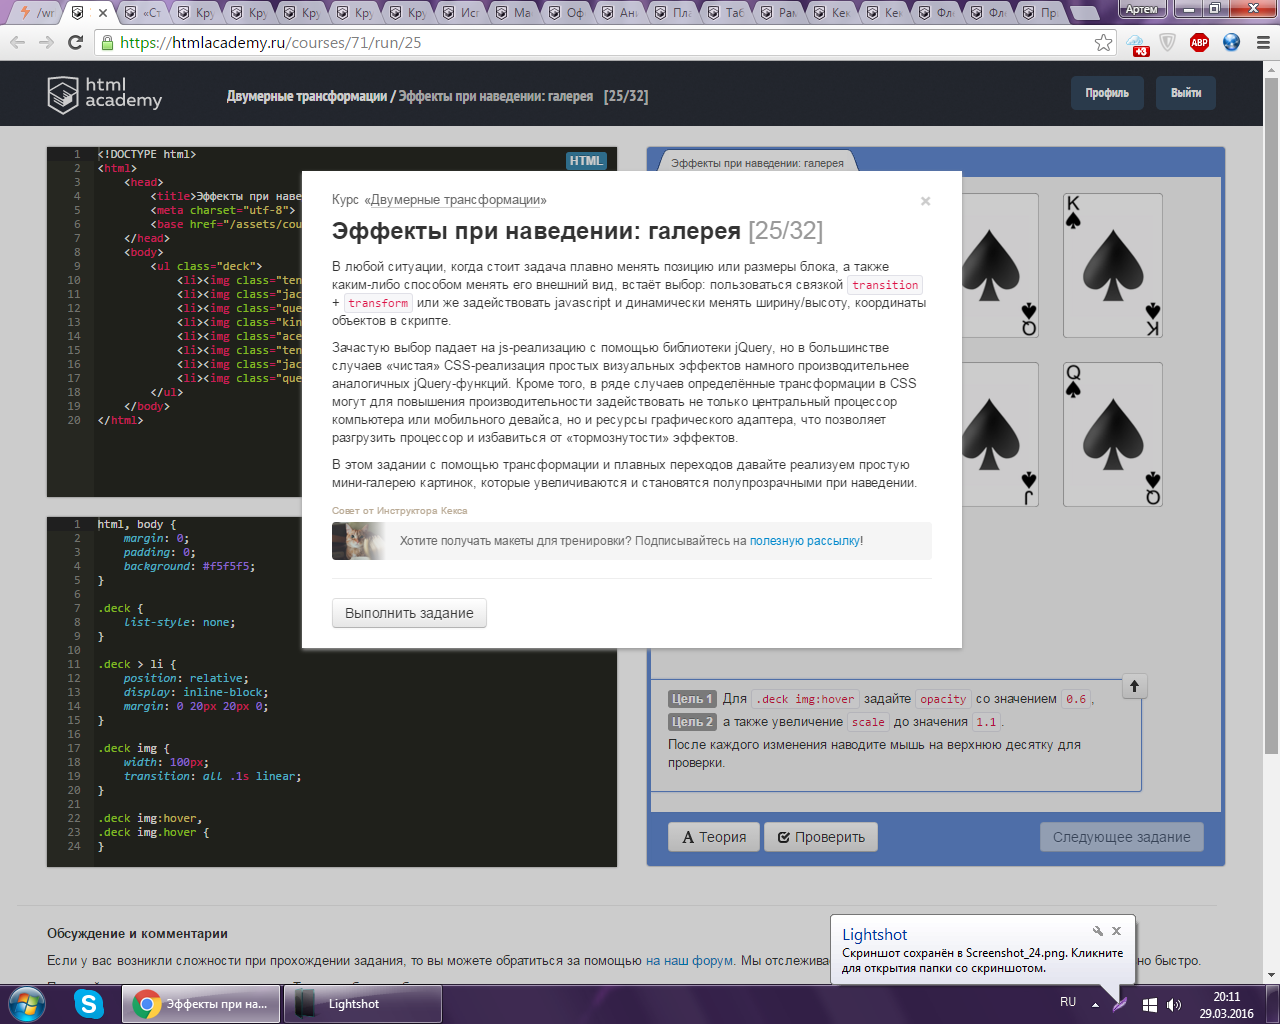 /wr
«Ст
Кру
Кру
Кру
Кру
Кру
Исп
Ма
Оф
Ани
Пла
Таб
Рам
Кек
Кек
Фле
Фле
Пр
Артем
https://htmlacademy.ru/courses/71/run/25
+3
ABP
html
academy
Двумерные трансформации / Эффекты при наведении: галерея [25/32]
Профиль
Выйти
1 <!DOCTYPE html>
2 <html>
3 <head>
4 <title>Эффекты при наве
5 <meta charset="utf-8">
6 <base href="/assets/cou
7 </head>
8 <body>
9 <ul class="deck">
10 <li><img class="ten
11 <li><img class="jac
12 <li><img class="que
13 <li><img class="kin
14 <li><img class="ace
15 <li><img class="ten
16 <li><img class="jac
17 <li><img class="que
18 </ul>
19 </body>
20 </html>
HTML
1 html, body {
2 margin: 0;
3 padding: 0;
4 background: #f5f5f5;
5 }
6
7 .deck {
8 list-style: none;
9 }
10
11 .deck > li {
12 position: relative;
13 display: inline-block;
14 margin: 0 20px 20px 0;
15 }
16
17 .deck img {
18 width: 100px;
19 transition: all .1s linear;
20 }
21
22 .deck img:hover,
23 .deck img.hover {
24 }
Курс «Двумерные трансформации»
×
Эффекты при наведении: галерея [25/32]
В любой ситуации, когда стоит задача плавно менять позицию или размеры блока, а также
каким-либо способом менять его внешний вид, встаёт выбор: пользоваться связкой transition
+ transform или же задействовать javascript и динамически менять ширину/высоту, координаты
объектов в скрипте.
Зачастую выбор падает на js-реализацию с помощью библиотеки jQuery, но в большинстве
случаев «чистая» CSS-реализация простых визуальных эффектов намного производительнее
аналогичных jQuery-функций. Кроме того, в ряде случаев определённые трансформации в CSS
могут для повышения производительности задействовать не только центральный процессор
компьютера или мобильного девайса, но и ресурсы графического адаптера, что позволяет
разгрузить процессор и избавиться от «тормознутости» эффектов.
В этом задании с помощью трансформации и плавных переходов давайте реализуем простую
мини-галерею картинок, которые увеличиваются и становятся полупрозрачными при наведении.
Совет от Инструктора Кекса
Хотите получать макеты для тренировки? Подписывайтесь на полезную рассылку!
Выполнить задание
Эффекты при наведении: галерея
K
Q
K
Q
J
Q
Цель 1 Для .deck img:hover задайте opacity со значением 0.6,
Цель 2 а также увеличение scale до значения 1.1.
После каждого изменения наводите мышь на верхнюю десятку для
проверки.
Теория
Проверить
Следующее задание
Обсуждение и комментарии
Если у вас возникли сложности при прохождении задания, то вы можете обратиться за помощью на наш форум. Мы отслежива
но быстро.
Lightshot
Скриншот сохранён в Screenshot_24.png. Кликните
для открытия папки со скриншотом.
Эффекты при на...
Lightshot
RU
20:11
29.03.2016